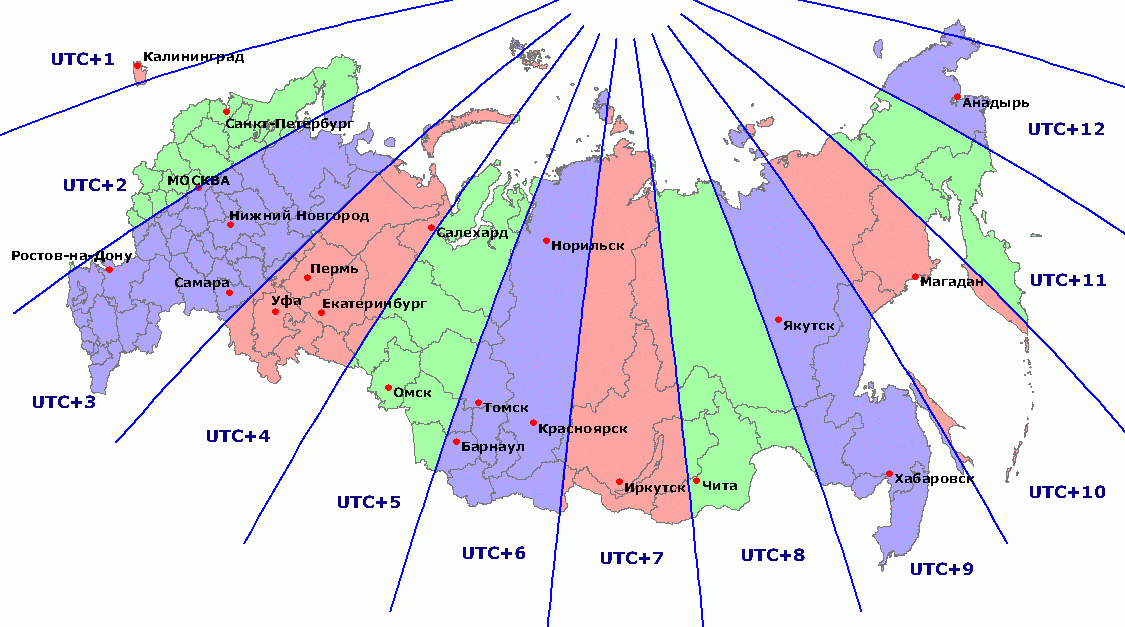 UTC+1
Калининград
Анадырь
Санкт-Петербург
UTC+12
МОСКВА
UTC+2
Нижний Новгород
Салехард
Норильск
Ростов-на-Дону
Пермь
Самара
Магадан
UTC+11
Уфа
Екатеринбург
Якутск
Омск
UTC+3
Томск
Красноярск
UTC+4
Барнаул
Хабаровск
Иркутск
Чита
UTC+10
UTC+5
UTC+6
UTC+7
UTC+8
UTC+9